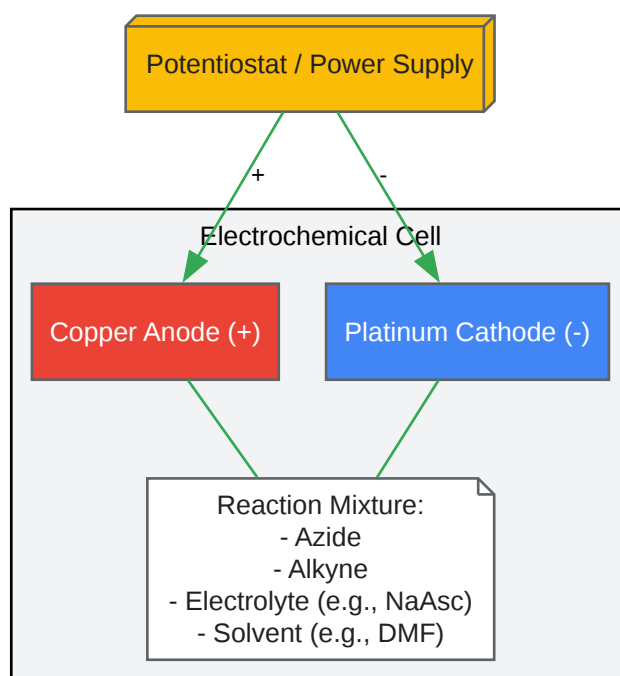 Potentiostat / Power Supply
+
-
Electrochemical Cell
Copper Anode (+)
Platinum Cathode (-)
Reaction Mixture:
- Azide
- Alkyne
- Electrolyte (e.g., NaAsc)
- Solvent (e.g., DMF)